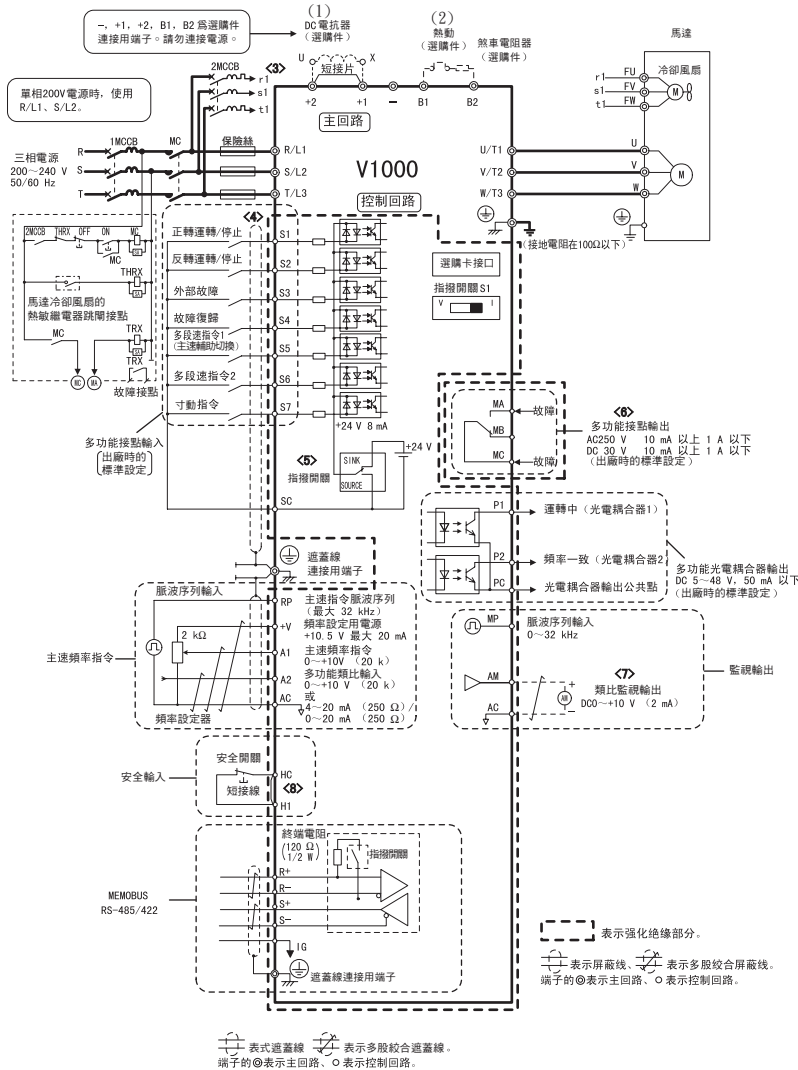 −, +1, +2, B1, B2 爲選購件
連接用端子。請勿連接電源。
(1)
DC 電抗器
(選購件)
U
X
短接片
(2)
熱動
(選購件)
煞車電阻器
(選購件)
馬達
單相200V電源時, 使用
R/L1、S/L2。
2MCCB
<3>
r1
s1
t1
+2
+1
−
B1
B2
主回路
r1
FU
冷卻風扇
s1
FV
M
t1
FW
三相電源
200~240 V
50/60 Hz
R
1MCCB
MC
保險絲
R/L1
S
S/L2
T
T/L3
V1000
控制回路
U/T1
U
V/T2
V
W/T3
W
M
(接地電阻在100Ω以下)
2MCCB
THRX
OFF
ON
MC
SA
MC
THRX
SA
馬達冷卻風扇的
熱敏繼電器跳閘接點
MC
TRX
SA
MC
MA
TRX
故障接點
<4>
正轉運轉/停止
S1
反轉運轉/停止
S2
外部故障
S3
故障復歸
S4
多段速指令1
(主速輔助切換)
S5
多段速指令2
S6
寸動指令
S7
多功能接點輸入
出廠時的
標準設定
+24 V 8 mA
<5>
指撥開關
SINK
SOURCE
+24 V
SC
選購卡接口
指撥開關S1
V
I
MA
故障
MB
MC
故障
<6>
多功能接點輸出
AC250 V 10 mA 以上 1 A 以下
DC 30 V 10 mA 以上 1 A 以下
(出廠時的標準設定)
P1
運轉中 (光電耦合器1)
P2
頻率一致 (光電耦合器2
PC
光電耦合器輸出公共點
多功能光電耦合器輸出
DC 5~48 V, 50 mA 以下
(出廠時的標準設定)
遮蓋線
連接用端子
脈波序列輸入
RP
主速指令脈波序列
(最大 32 kHz)
2 kΩ
+V
頻率設定用電源
+10.5 V 最大 20 mA
主速頻率指令
A1
主速頻率指令
0~+10V (20 k)
A2
多功能類比輸入
0~+10 V (20 k)
或
4~20 mA (250 Ω)/
0~20 mA (250 Ω)
AC
頻率設定器
MP
脈波序列輸入
0~32 kHz
<7>
AM
+
AM
−
類比監視輸出
DC0~+10 V (2 mA)
AC
監視輸出
安全輸入
安全開關
短接線
HC
<8>
H1
終端電阻
(120 Ω
1/2 W)
指撥開關
MEMOBUS
RS-485/422
R+
R−
S+
S−
IG
遮蓋線連接用端子
表示强化绝缘部分。
表示屏蔽线、
表示多股绞合屏蔽线。
端子的◎表示主回路、○表示控制回路。
表式遮蓋線
表示多股絞合遮蓋線。
端子的◎表示主回路、○表示控制回路。